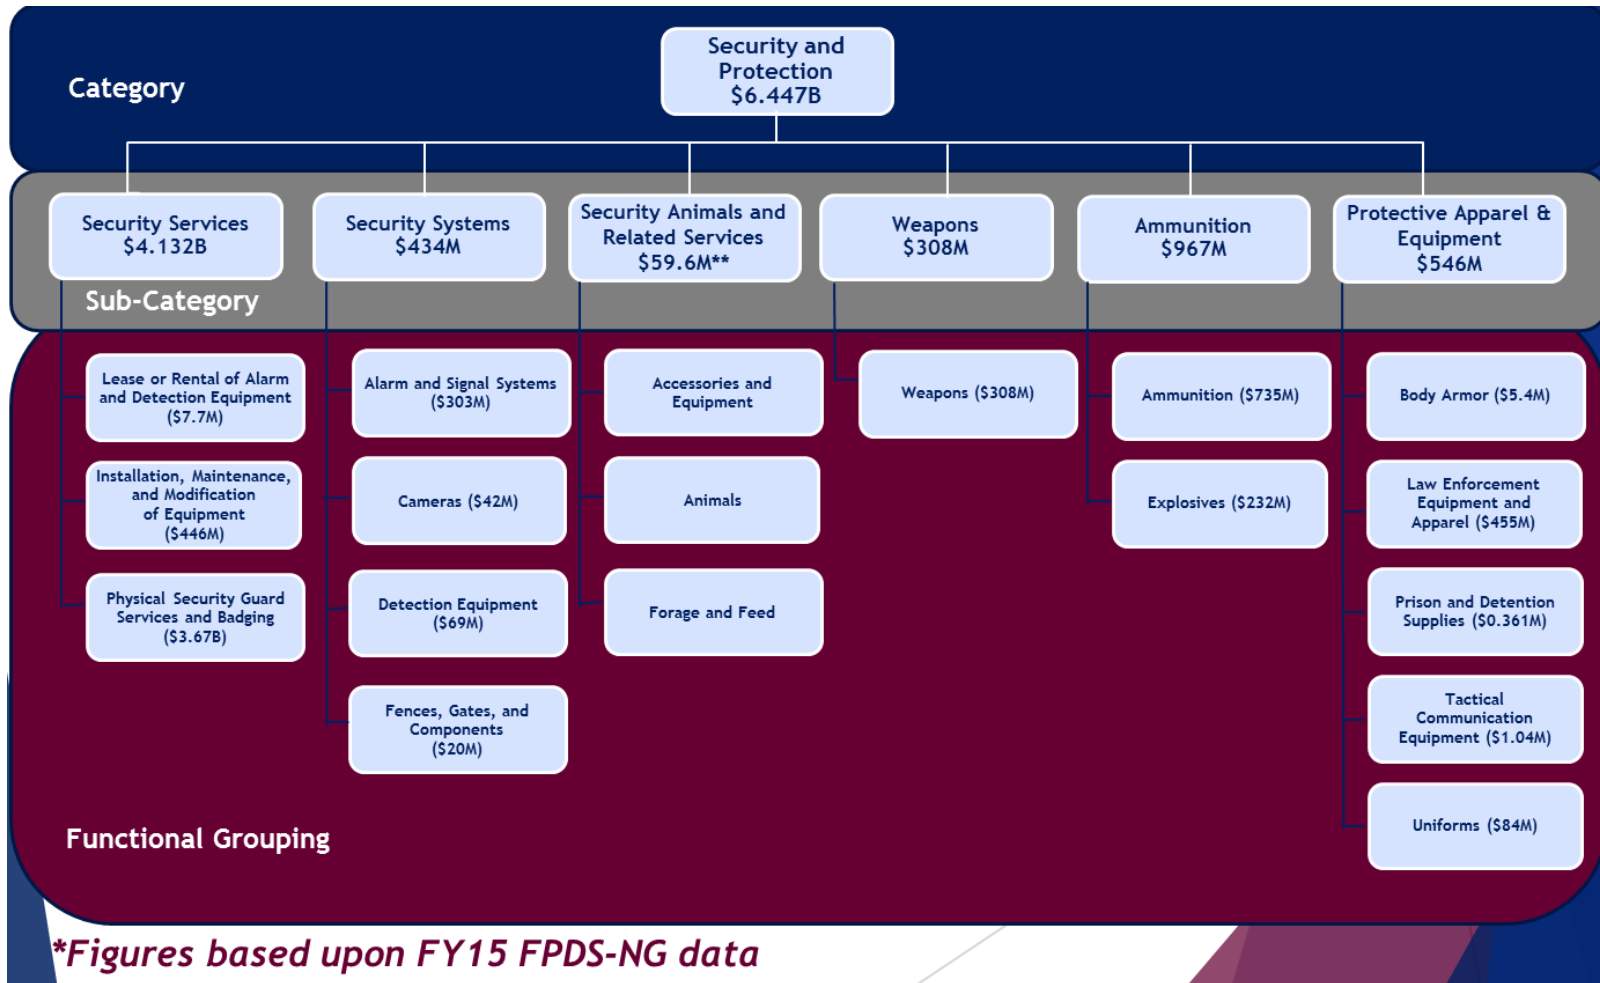 Category
Security and
Protection
$6.447B
Security Services
$4.132B
Security Systems
$434M
Security Animals and
Related Services
$59.6M**
Weapons
$308M
Ammunition
$967M
Protective Apparel &
Equipment
$546M
Sub-Category
Lease or Rental of Alarm
and Detection Equipment
($7.7M)
Installation, Maintenance,
and Modification
of Equipment
($446M)
Physical Security Guard
Services and Badging
($3.67B)
Alarm and Signal Systems
($303M)
Cameras ($42M)
Detection Equipment
($69M)
Fences, Gates, and
Components
($20M)
Accessories and
Equipment
Animals
Forage and Feed
Weapons ($308M)
Ammunition ($735M)
Explosives ($232M)
Body Armor ($5.4M)
Law Enforcement
Equipment and
Apparel ($455M)
Prison and Detention
Supplies ($0.361M)
Tactical
Communication
Equipment ($1.04M)
Uniforms ($84M)
Functional Grouping
*Figures based upon FY15 FPDS-NG data